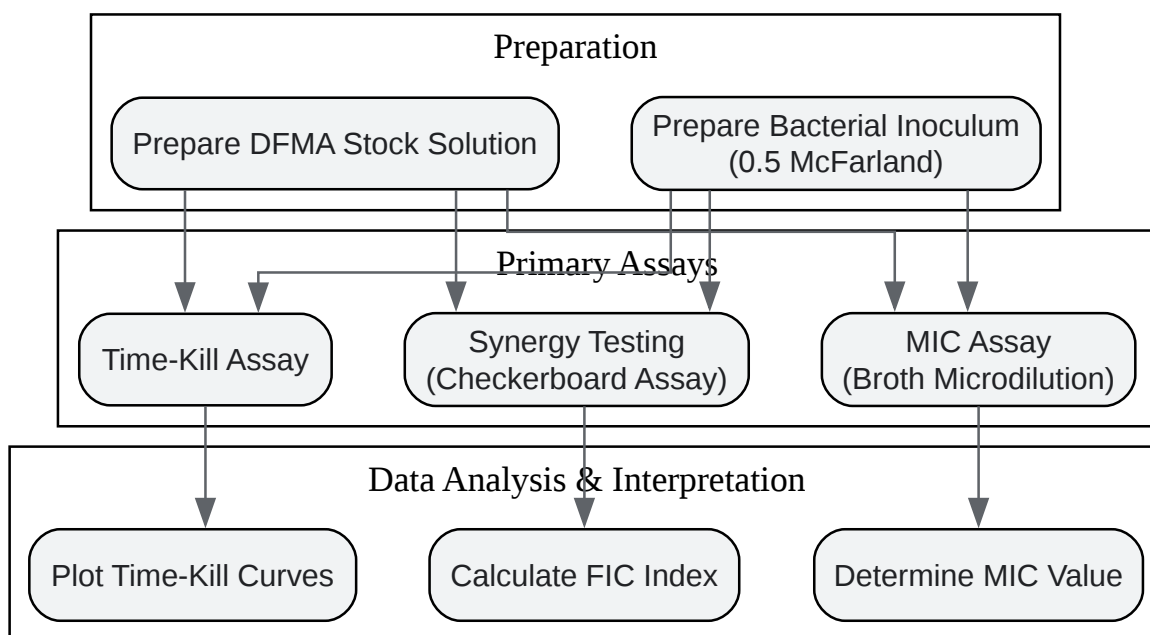 Preparation
Prepare DFMA Stock Solution
Prepare Bacterial Inoculum
(0.5 McFarland)
Primary Assays
Time-Kill Assay
Synergy Testing
(Checkerboard Assay)
MIC Assay
(Broth Microdilution)
Data Analysis & Interpretation
Plot Time-Kill Curves
Calculate FIC Index
Determine MIC Value